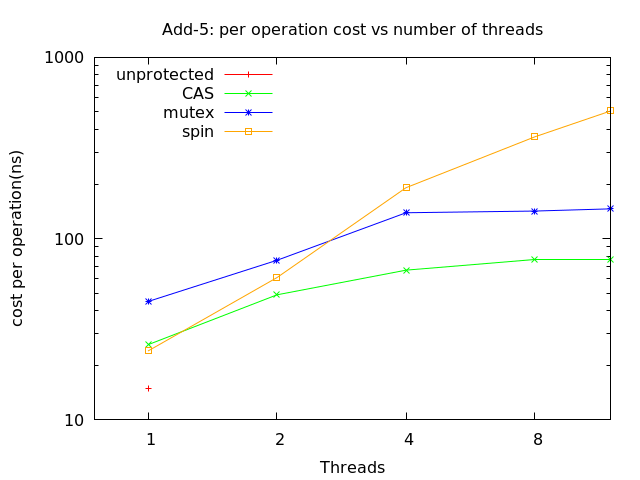 Add-5: per operation cost vs number of threads
1000
unprotected
CAS
mutex
spin
100
cost per operation(ns)
10
1 2 4 8
Threads